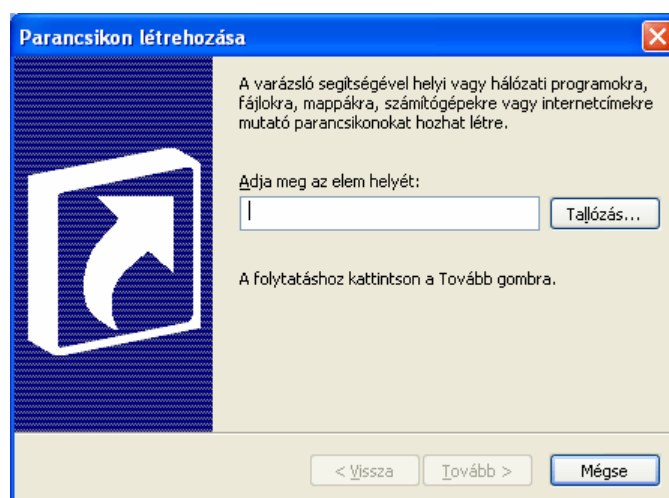 Parancsikon létrehozása
A varázsló segítségével helyi vagy hálózati programokra,
fájlokra, mappákra, számítógépekre vagy internetcímekre
mutató parancsikonokat hozhat létre.
Adja meg az elem helyét:
Tallózás...
A folytatáshoz kattintson a Tovább gombra.
< Vissza
Tovább >
Mégse